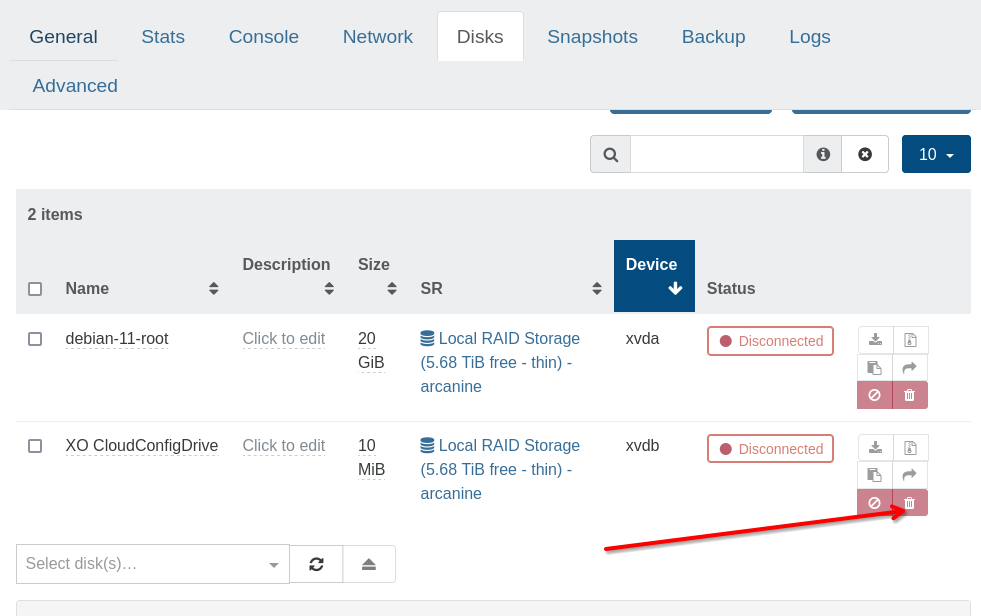 General Stats Console Network Disks Snapshots Backup Logs
Advanced
10
2 items
Name Description Size SR Device Status
debian-11-root Click to edit 20 GiB Local RAID Storage (5.68 TiB free - thin) - arcanine xvda Disconnected
XO CloudConfigDrive Click to edit 10 MiB Local RAID Storage (5.68 TiB free - thin) - arcanine xvdb Disconnected
Select disk(s)…